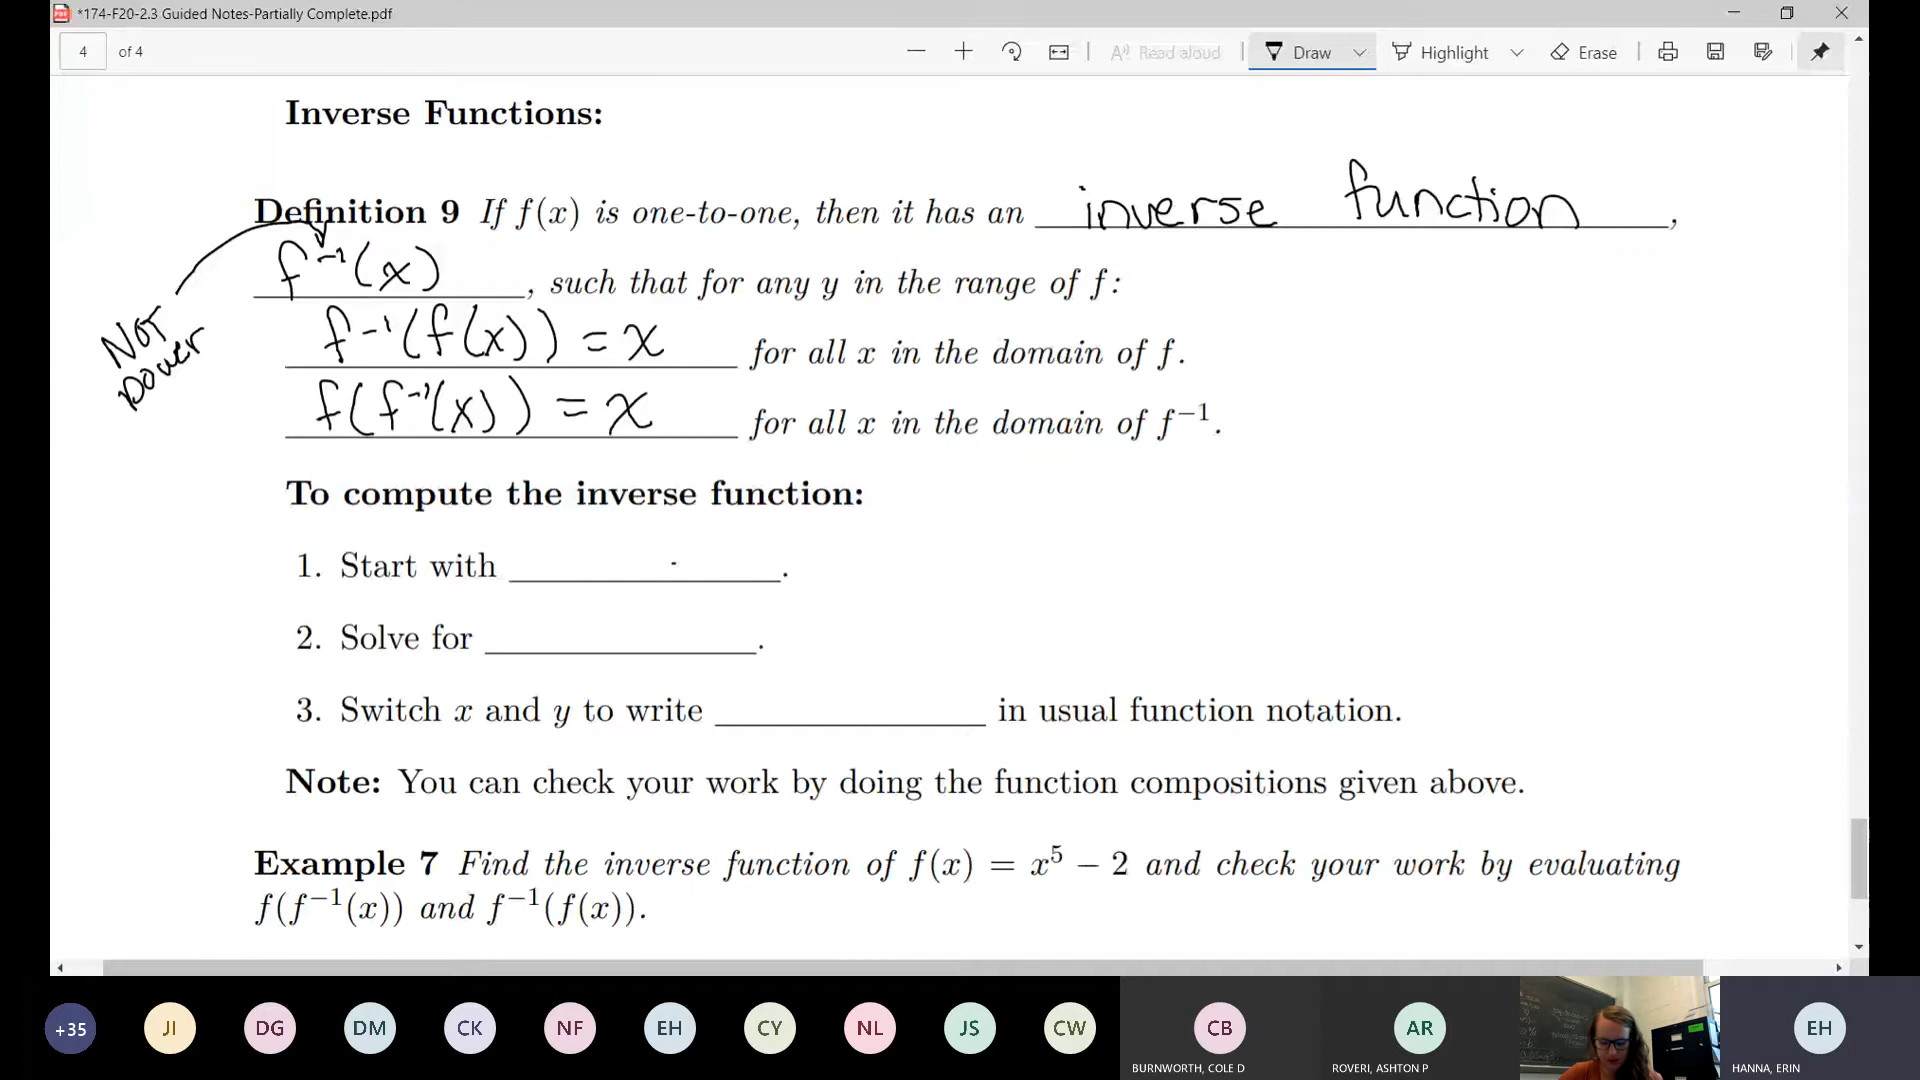 *174-F20-2.3 Guided Notes-Partially Complete.pdf
4 of 4 Read aloud Draw Highlight Erase
Inverse Functions:
Definition 9 If f(x) is one-to-one, then it has an inverse function,
f⁻¹(x), such that for any y in the range of f:
NOT power
f⁻¹(f(x)) = x for all x in the domain of f.
f(f⁻¹(x)) = x for all x in the domain of f⁻¹.
To compute the inverse function:
1. Start with ____________.
2. Solve for ____________.
3. Switch x and y to write ____________ in usual function notation.
Note: You can check your work by doing the function compositions given above.
Example 7 Find the inverse function of f(x) = x⁵ − 2 and check your work by evaluating
f(f⁻¹(x)) and f⁻¹(f(x)).
+35 JI DG DM CK NF EH CY NL JS CW CB AR EH
BURNWORTH, COLE D ROVERI, ASHTON P HANNA, ERIN